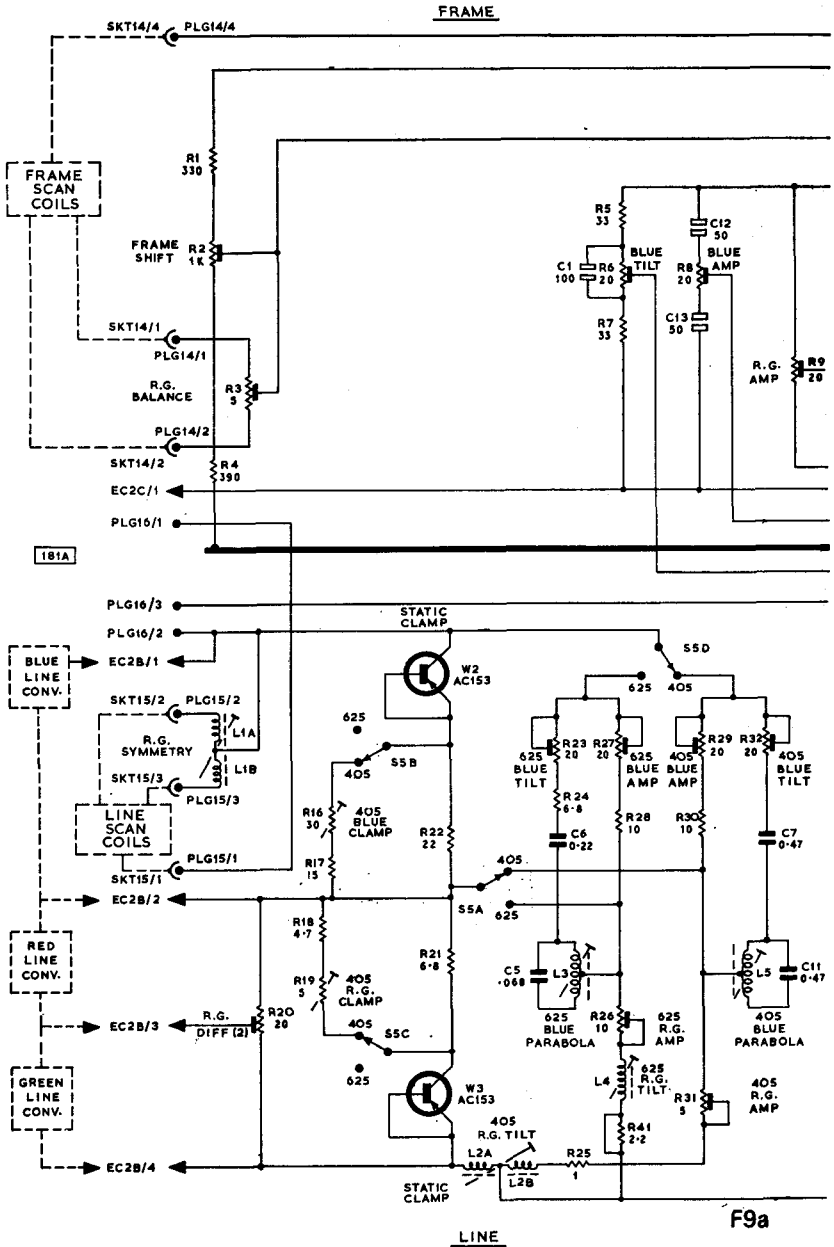 FRAME
SKT14/4 PLG14/4
R1
330
FRAME
SCAN
COILS
R5
33
C12
50
FRAME
SHIFT
R2
1K
C1
100
R6
20
BLUE
TILT
R8
20
BLUE
AMP
R7
33
C13
50
SKT14/1
PLG14/1
R.G.
BALANCE
R3
5
R.G.
AMP
R9
20
PLG14/2
SKT14/2
R4
390
EC2C/1
PLG16/1
181A
PLG16/3
STATIC
CLAMP
PLG16/2
BLUE
LINE
CONV.
EC2B/1
W2
AC153
S5D
625
405
SKT15/2 PLG15/2
L1A
R.G.
SYMMETRY
L1B
SKT15/3
PLG15/3
625
405
S5B
625
BLUE
TILT
R23
20
R27
20
625
BLUE
AMP
405
BLUE
AMP
R29
20
R32
20
405
BLUE
TILT
LINE
SCAN
COILS
R16
30
405
BLUE
CLAMP
R24
6·8
R28
10
R30
10
R22
22
C6
0·22
C7
0·47
R17
15
PLG15/1
SKT15/1
405
S5A
625
EC2B/2
R18
4·7
R21
6·8
RED
LINE
CONV.
R19
5
405
R.G.
CLAMP
C5
·068
L3
L5
C11
0·47
EC2B/3
R.G.
DIFF (2)
R20
20
405
S5C
625
625
BLUE
PARABOLA
R26
10
625
R.G.
AMP
405
BLUE
PARABOLA
GREEN
LINE
CONV.
W3
AC153
L4
625
R.G.
TILT
R31
5
405
R.G.
AMP
405
R.G. TILT
R41
2·2
EC2B/4
L2A
L2B
R25
1
STATIC
CLAMP
F9a
LINE